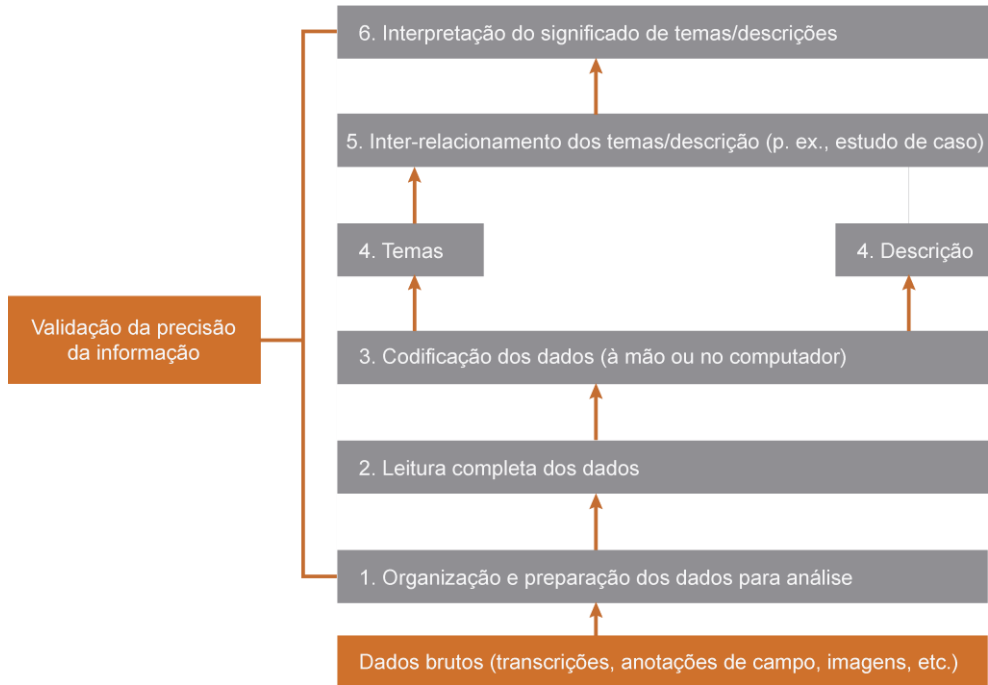 6. Interpretação do significado de temas/descrições
5. Inter-relacionamento dos temas/descrição (p. ex., estudo de caso)
4. Temas
4. Descrição
Validação da precisão
da informação
3. Codificação dos dados (à mão ou no computador)
2. Leitura completa dos dados
1. Organização e preparação dos dados para análise
Dados brutos (transcrições, anotações de campo, imagens, etc.)